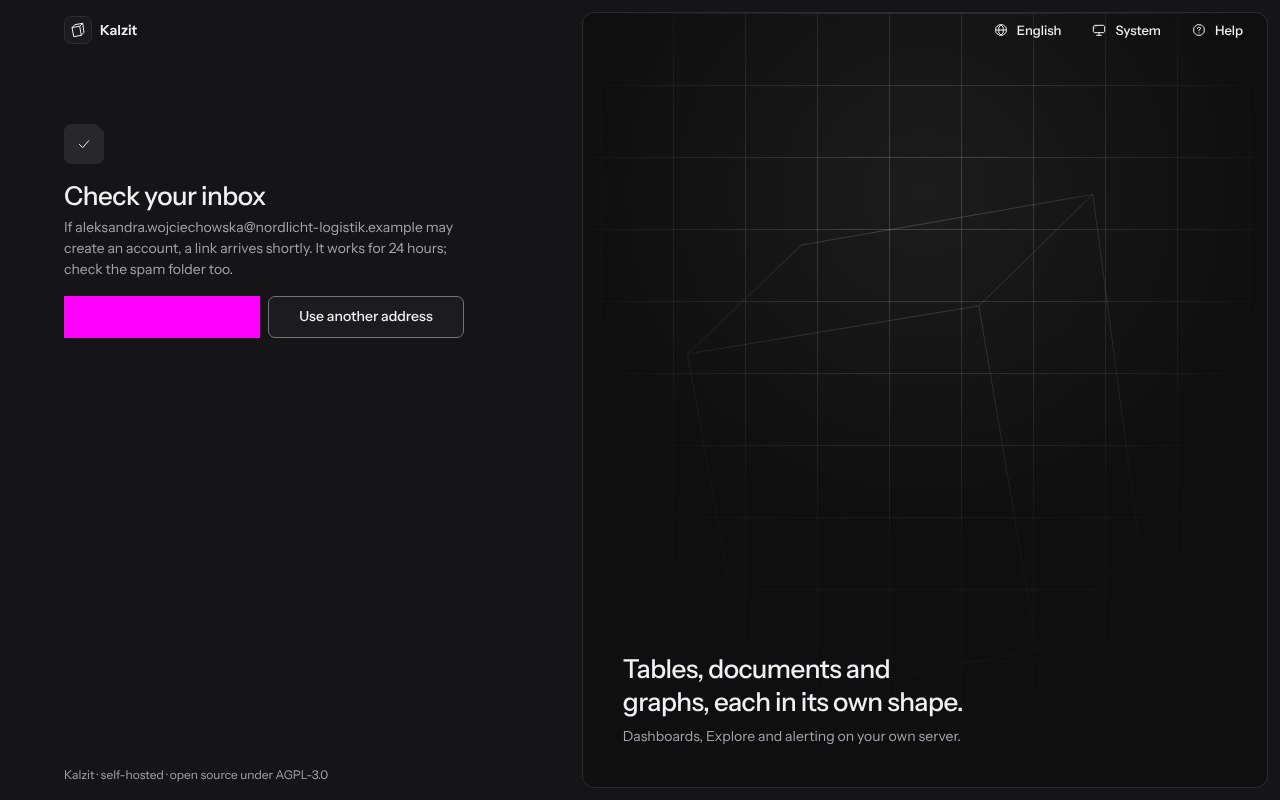 Kalzit
English
System
Help
Check your inbox
If aleksandra.wojciechowska@nordlicht-logistik.example may
create an account, a link arrives shortly. It works for 24 hours;
check the spam folder too.
Use another address
Tables, documents and
graphs, each in its own shape.
Dashboards, Explore and alerting on your own server.
Kalzit · self-hosted · open source under AGPL-3.0